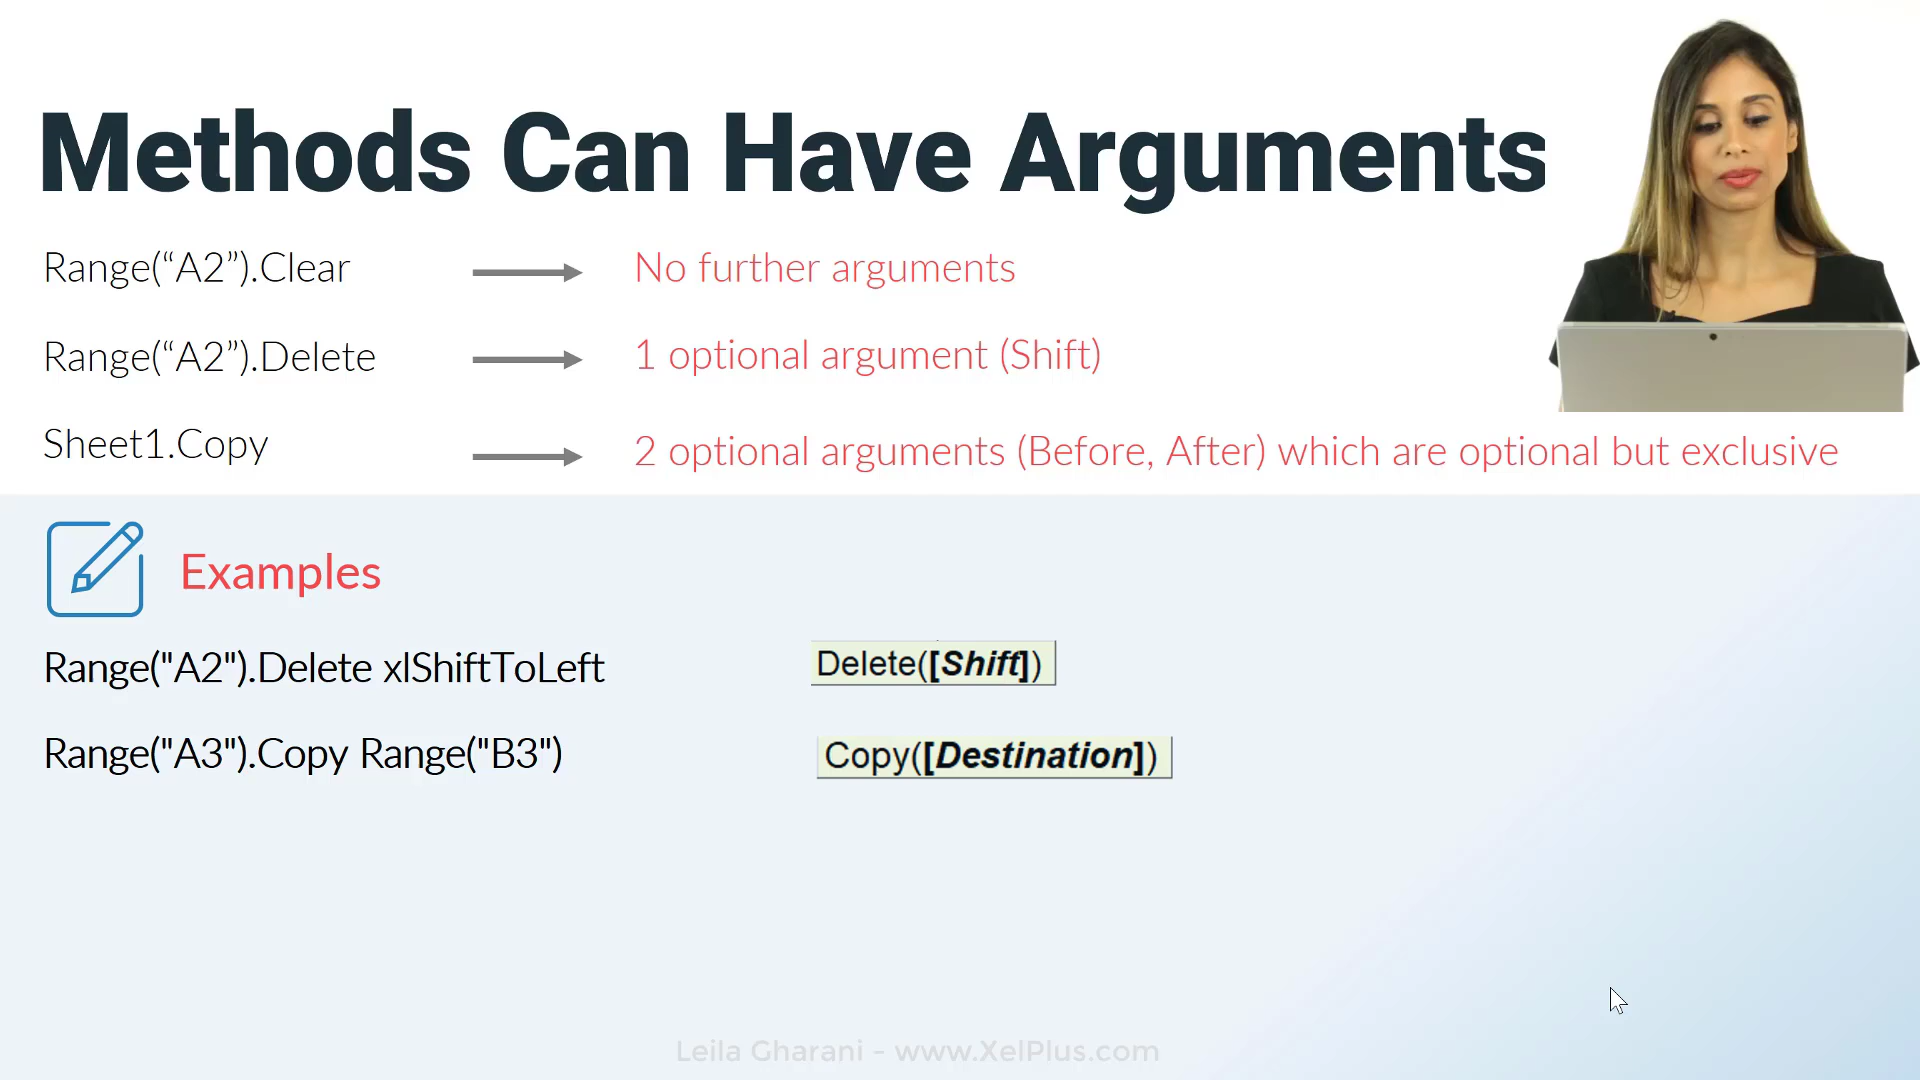 Methods Can Have Arguments
Range(“A2”).Clear
No further arguments
Range(“A2”).Delete
1 optional argument (Shift)
Sheet1.Copy
2 optional arguments (Before, After) which are optional but exclusive
Examples
Range("A2").Delete xlShiftToLeft
Delete([Shift])
Range("A3").Copy Range("B3")
Copy([Destination])
Leila Gharani - www.XelPlus.com